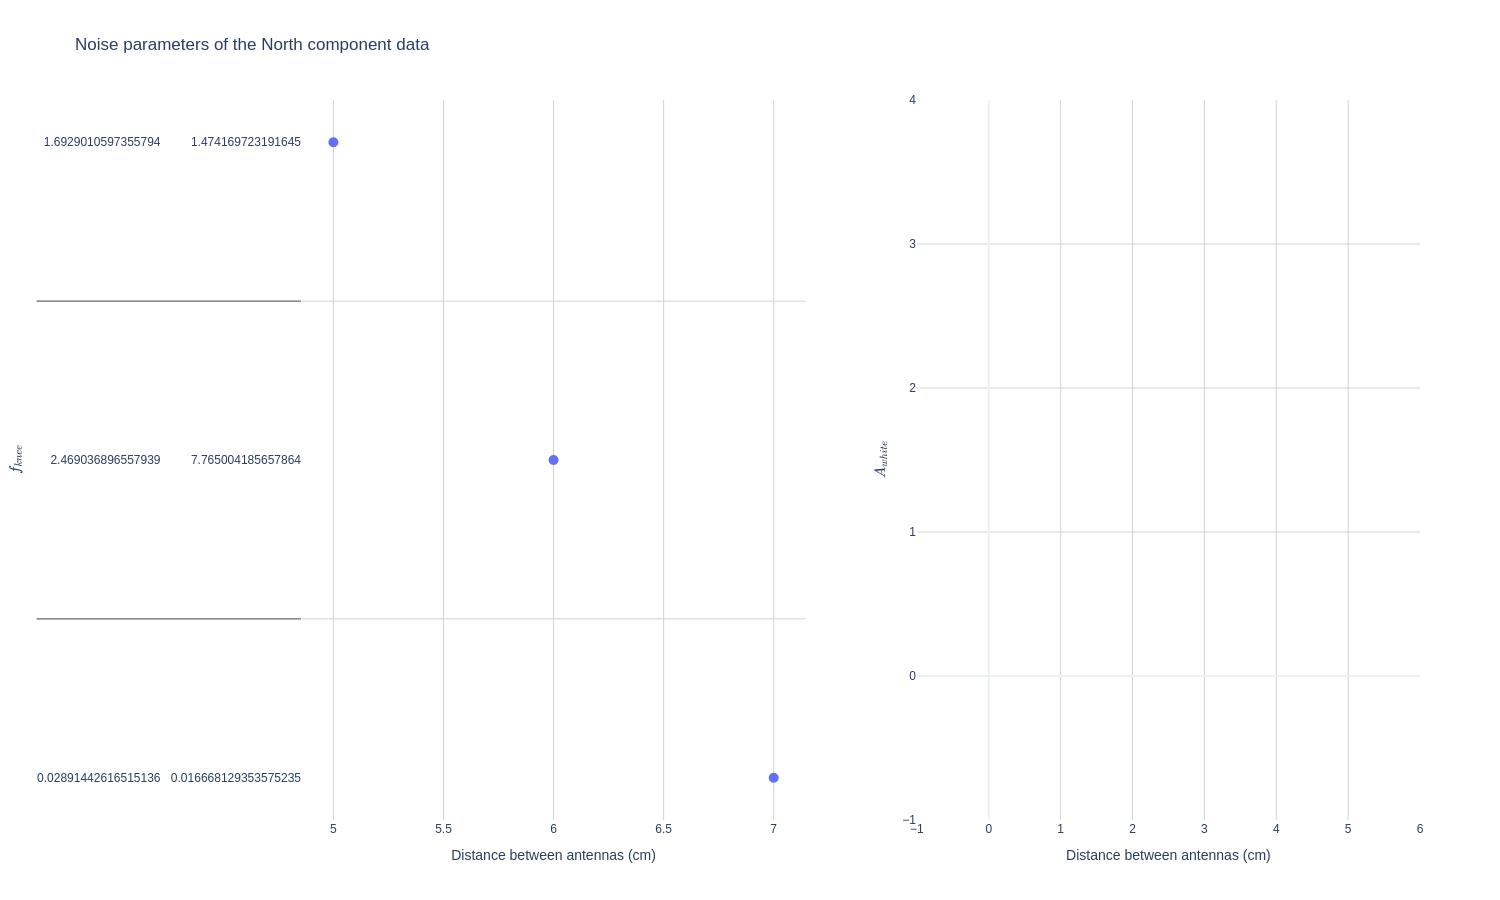 Noise parameters of the North component data
f_knee
1.6929010597355794 1.474169723191645
2.469036896557939 7.765004185657864
0.02891442616515136 0.016668129353575235
5 5.5 6 6.5 7
Distance between antennas (cm)
A_white
4
3
2
1
0
−1
−1 0 1 2 3 4 5 6
Distance between antennas (cm)